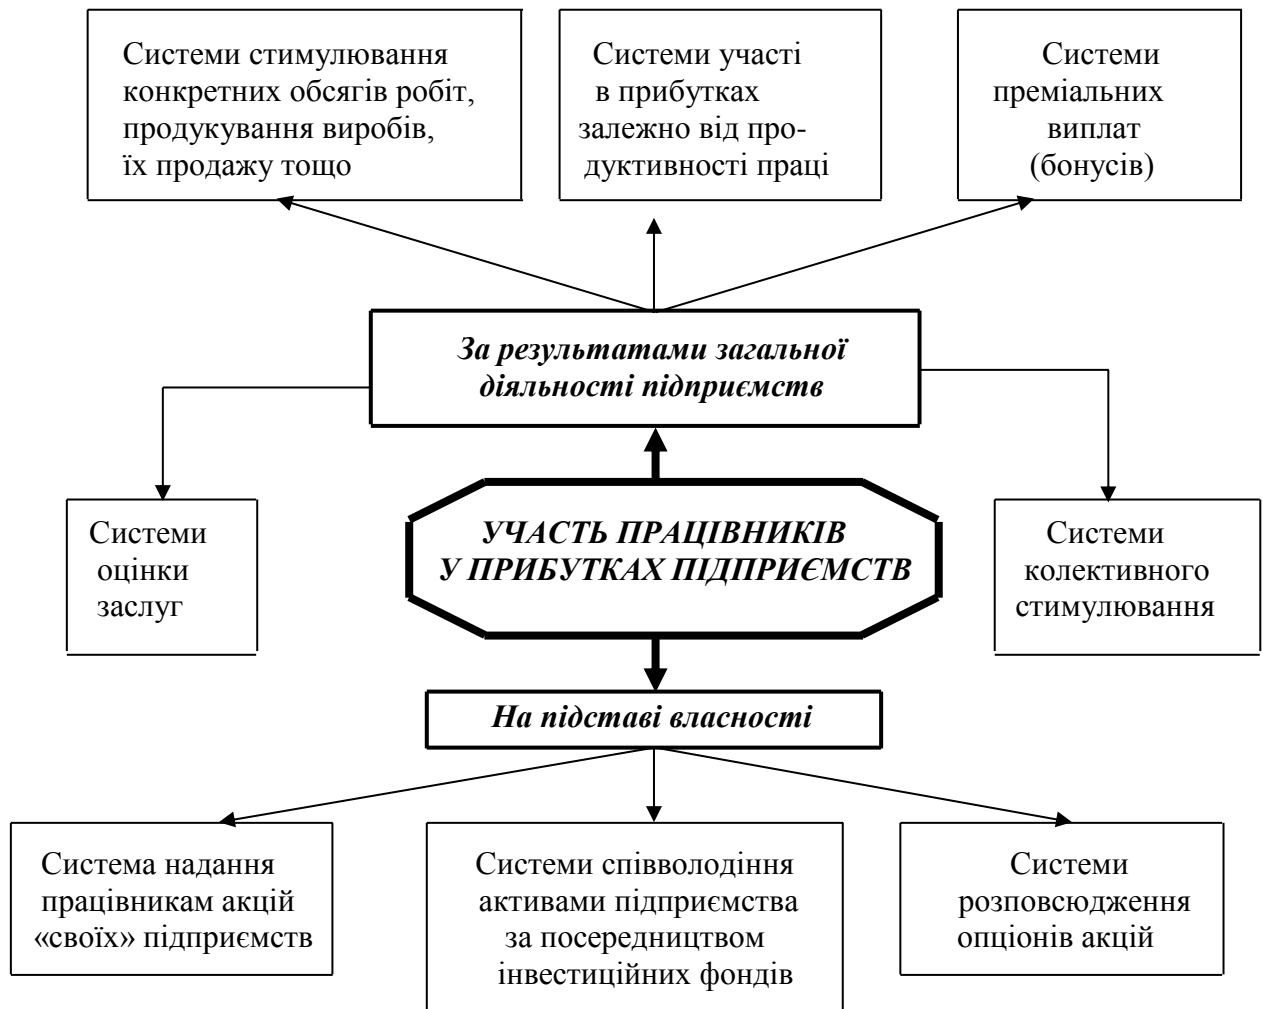 Системи стимулювання
конкретних обсягів робіт,
продукування виробів,
їх продажу тощо
Системи участі
в прибутках
залежно від про-
дуктивності праці
Системи
преміальних
виплат
(бонусів)
За результатами загальної
діяльності підприємств
Системи
оцінки
заслуг
УЧАСТЬ ПРАЦІВНИКІВ
У ПРИБУТКАХ ПІДПРИЄМСТВ
Системи
колективного
стимулювання
На підставі власності
Система надання
працівникам акцій
«своїх» підприємств
Системи співволодіння
активами підприємства
за посередництвом
інвестиційних фондів
Системи
розповсюдження
опціонів акцій